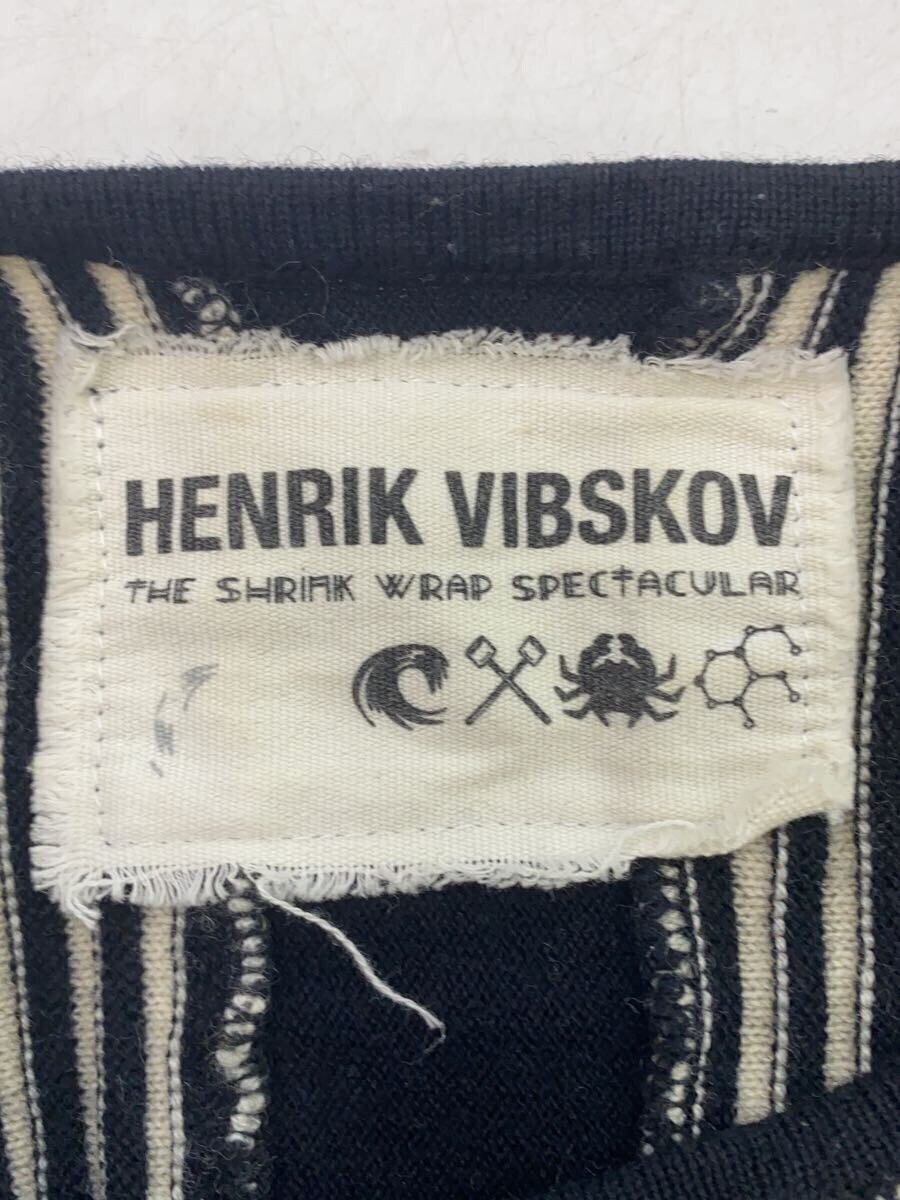 HENRIK VIBSKOV
THE SHRINK WRAP SPECTACULAR